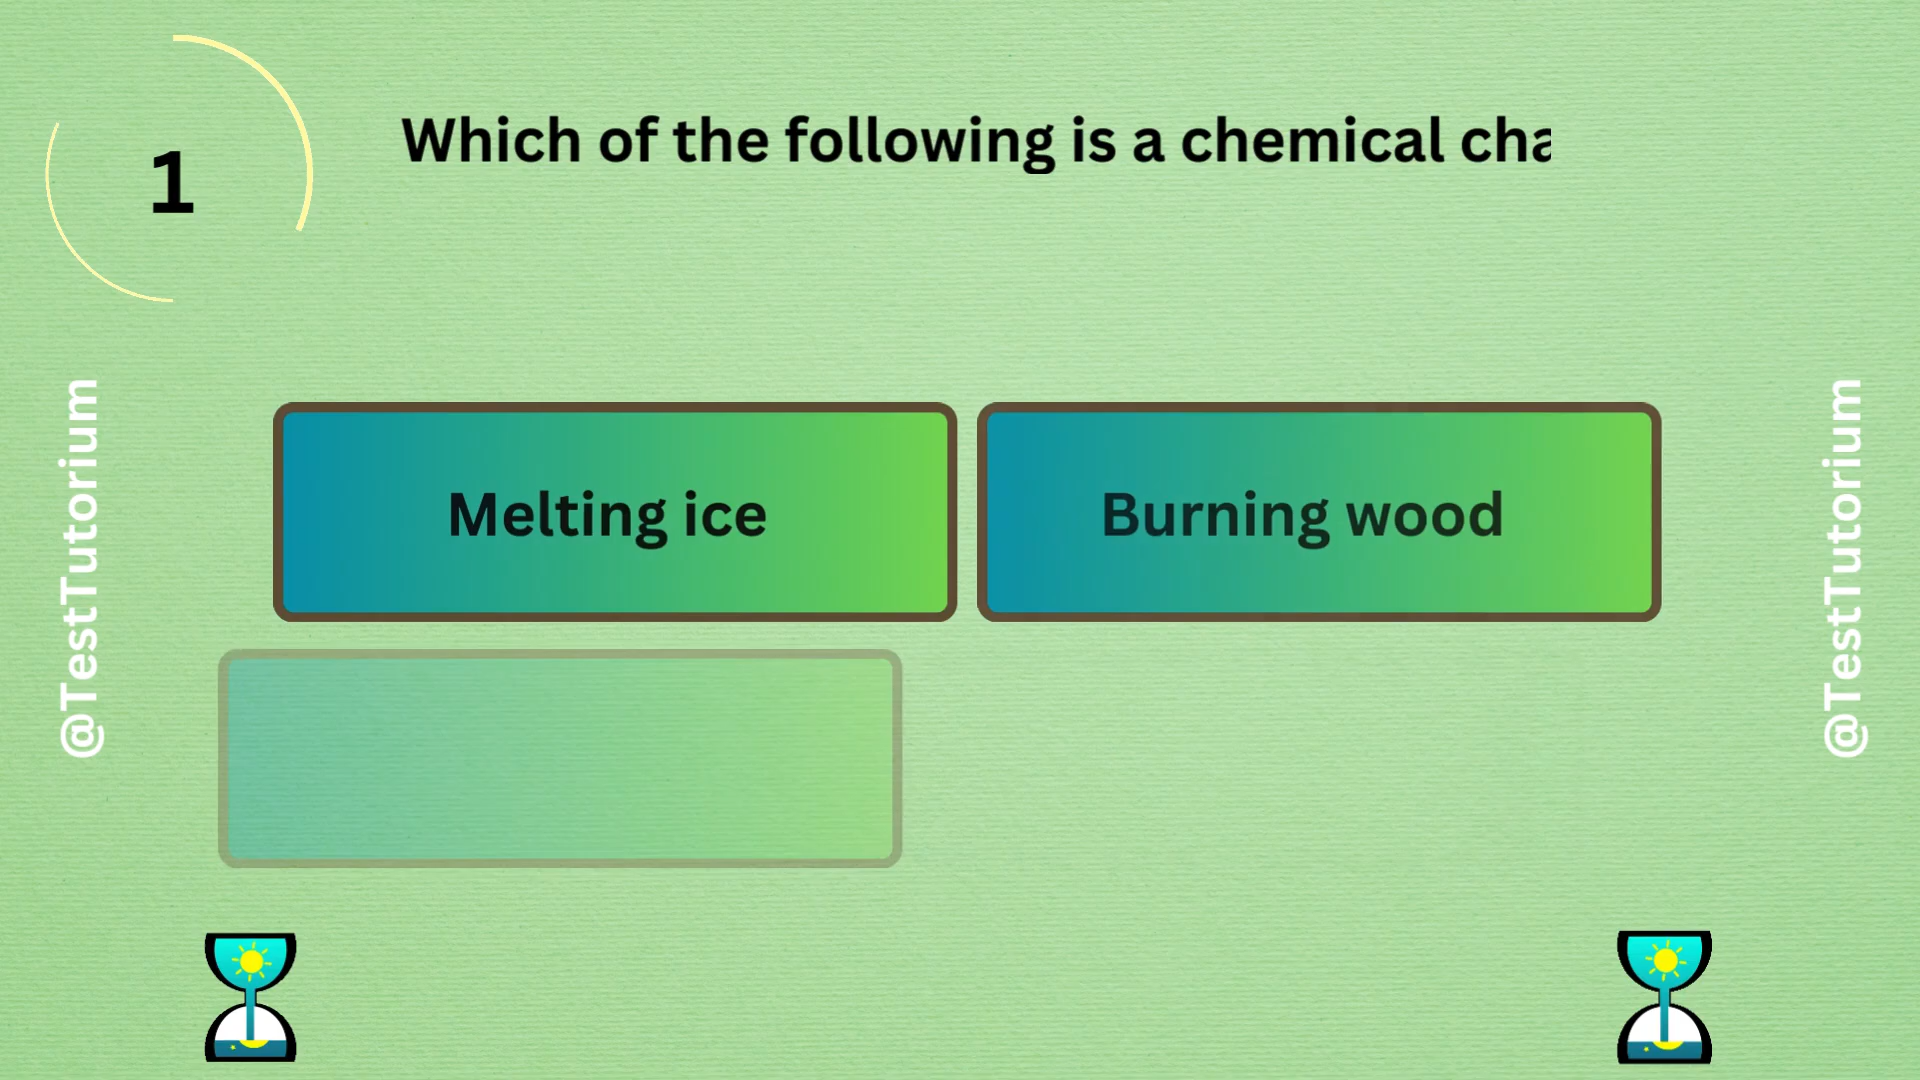 1
Which of the following is a chemical cha
Melting ice
Burning wood
@TestTutorium
@TestTutorium